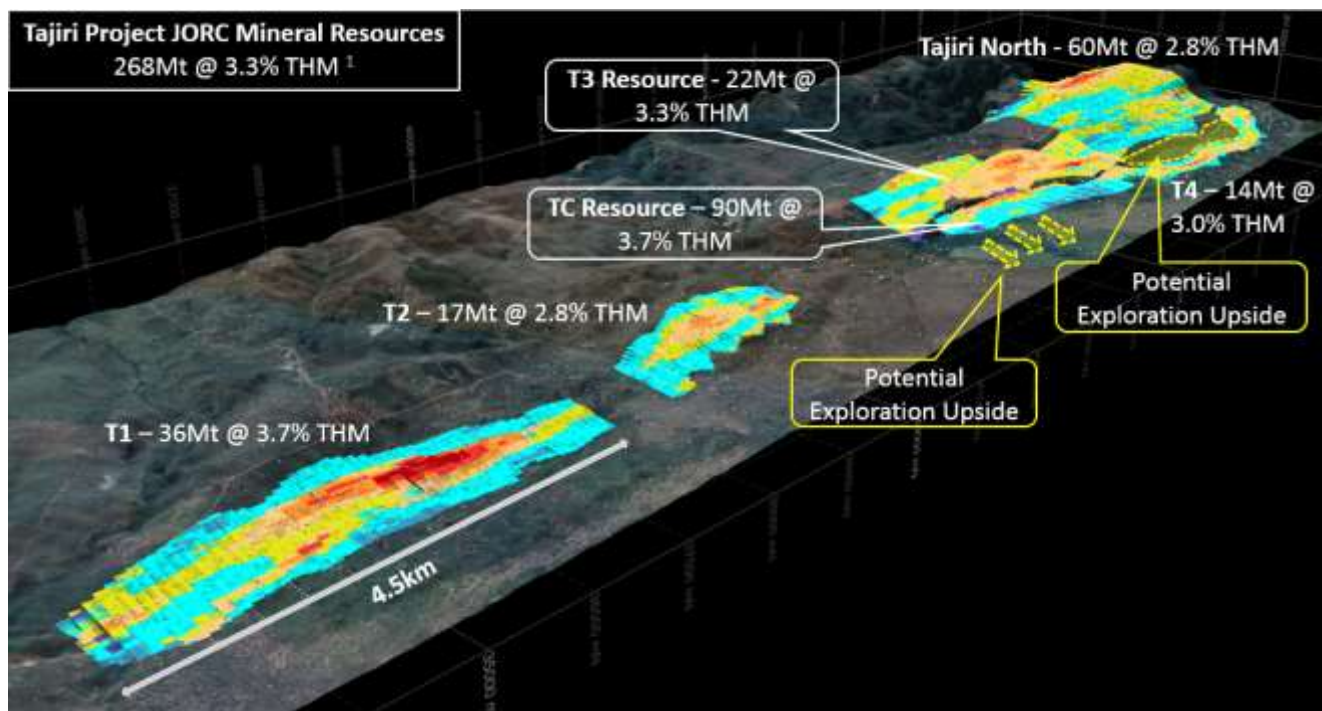 Tajiri Project JORC Mineral Resources
268Mt @ 3.3% THM 1
Tajiri North - 60Mt @ 2.8% THM
T3 Resource - 22Mt @
3.3% THM
TC Resource – 90Mt @
3.7% THM
T4 – 14Mt @
3.0% THM
Potential
Exploration Upside
T2 – 17Mt @ 2.8% THM
Potential
Exploration Upside
T1 – 36Mt @ 3.7% THM
4.5km